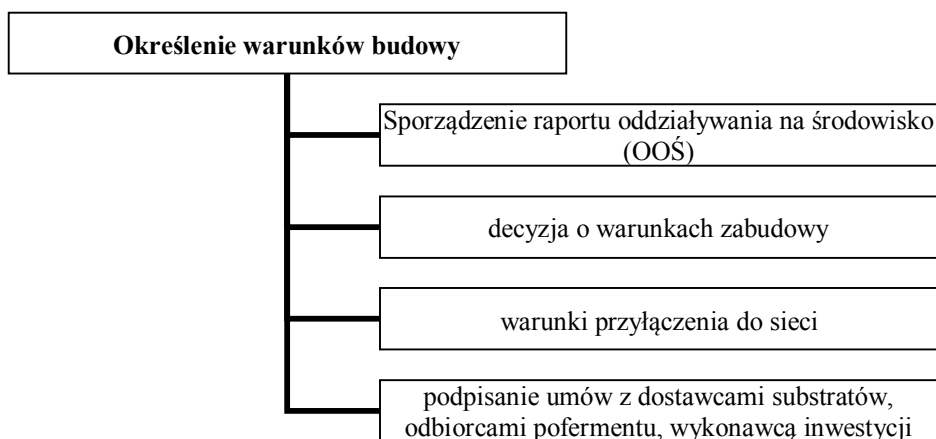 Określenie warunków budowy
Sporządzenie raportu oddziaływania na środowisko
(OOŚ)
decyzja o warunkach zabudowy
warunki przyłączenia do sieci
podpisanie umów z dostawcami substratów,
odbiorcami pofermentu, wykonawcą inwestycji